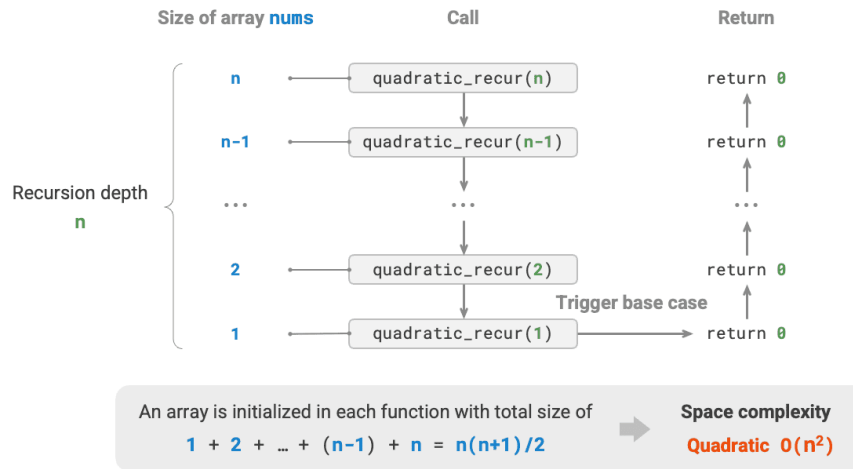 Size of array nums Call Return
n quadratic_recur(n) return 0
n-1 quadratic_recur(n-1) return 0
Recursion depth
... ... ...
n
2 quadratic_recur(2) return 0
Trigger base case
1 quadratic_recur(1) return 0
An array is initialized in each function with total size of
1 + 2 + … + (n-1) + n = n(n+1)/2
Space complexity
Quadratic O(n²)